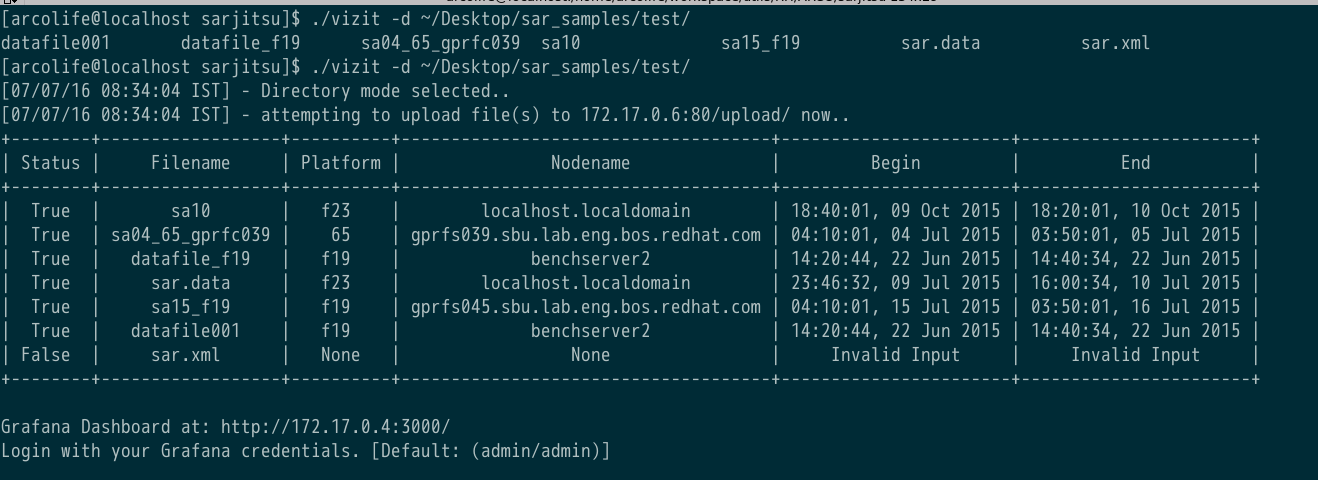 [arcolife@localhost sarjitsu]$ ./vizit -d ~/Desktop/sar_samples/test/
datafile001 datafile_f19 sa04_65_gprfc039 sa10 sa15_f19 sar.data sar.xml
[arcolife@localhost sarjitsu]$ ./vizit -d ~/Desktop/sar_samples/test/
[07/07/16 08:34:04 IST] - Directory mode selected..
[07/07/16 08:34:04 IST] - attempting to upload file(s) to 172.17.0.6:80/upload/ now..
+--------+------------------+----------+-----------------------------------+-----------------------+-----------------------+
| Status | Filename | Platform | Nodename | Begin | End |
+--------+------------------+----------+-----------------------------------+-----------------------+-----------------------+
| True | sa10 | f23 | localhost.localdomain | 18:40:01, 09 Oct 2015 | 18:20:01, 10 Oct 2015 |
| True | sa04_65_gprfc039 | 65 | gprfs039.sbu.lab.eng.bos.redhat.com | 04:10:01, 04 Jul 2015 | 03:50:01, 05 Jul 2015 |
| True | datafile_f19 | f19 | benchserver2 | 14:20:44, 22 Jun 2015 | 14:40:34, 22 Jun 2015 |
| True | sar.data | f23 | localhost.localdomain | 23:46:32, 09 Jul 2015 | 16:00:34, 10 Jul 2015 |
| True | sa15_f19 | f19 | gprfs045.sbu.lab.eng.bos.redhat.com | 04:10:01, 15 Jul 2015 | 03:50:01, 16 Jul 2015 |
| True | datafile001 | f19 | benchserver2 | 14:20:44, 22 Jun 2015 | 14:40:34, 22 Jun 2015 |
| False | sar.xml | None | None | Invalid Input | Invalid Input |
+--------+------------------+----------+-----------------------------------+-----------------------+-----------------------+
Grafana Dashboard at: http://172.17.0.4:3000/
Login with your Grafana credentials. [Default: (admin/admin)]